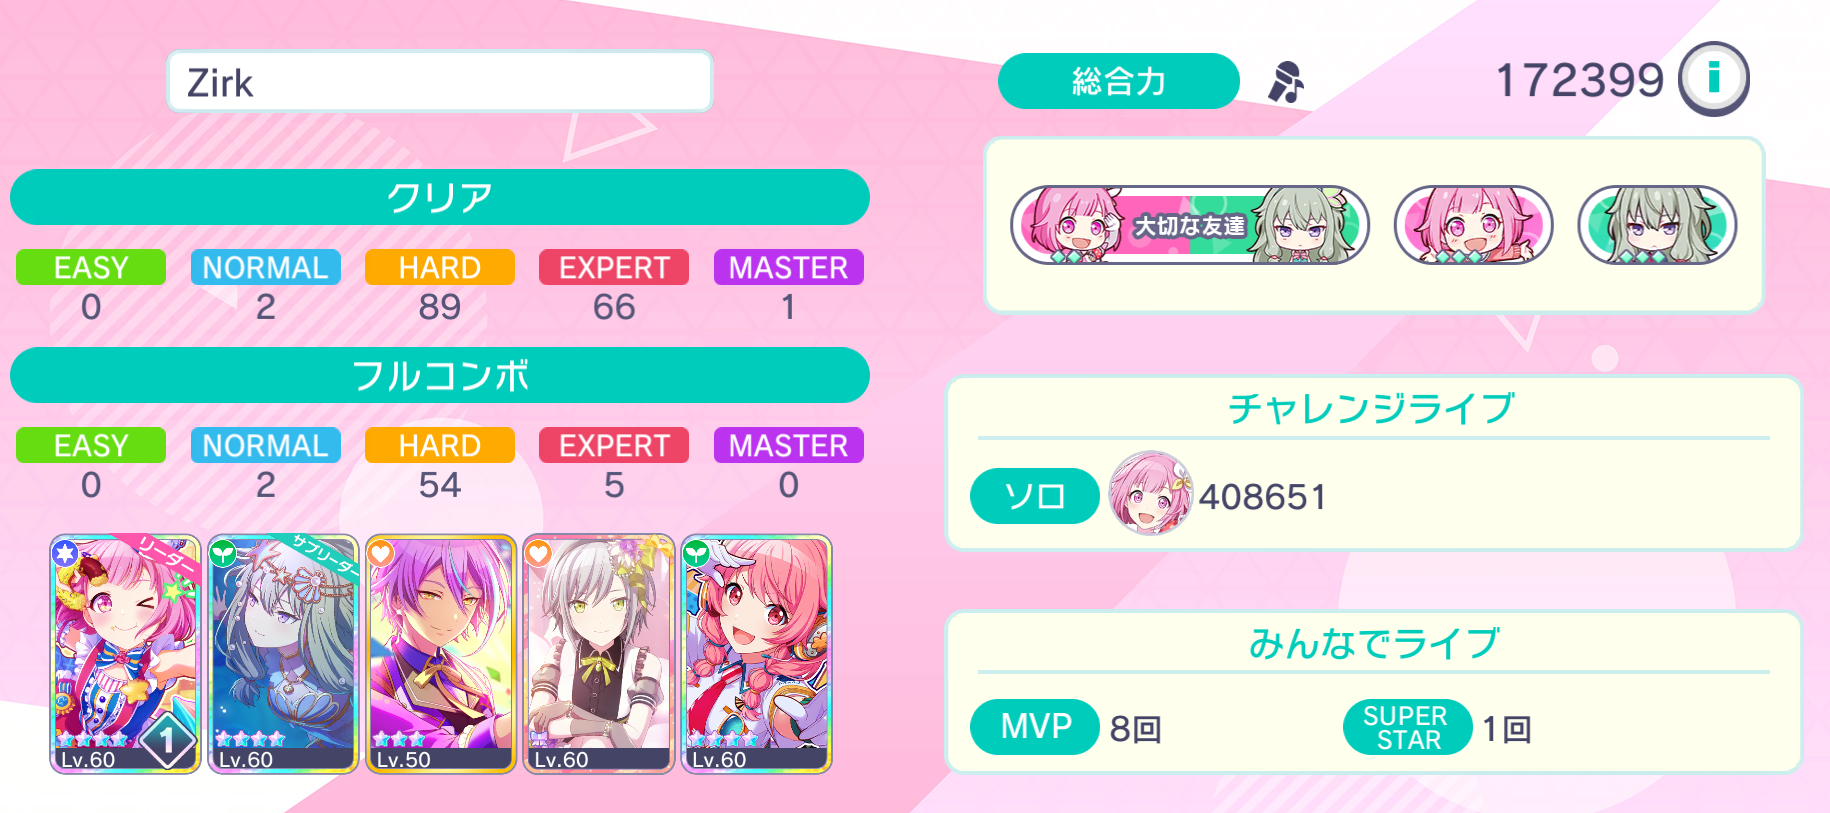 Zirk
総合力
172399
i
大切な友達
クリア
EASY NORMAL HARD EXPERT MASTER
0 2 89 66 1
フルコンボ
EASY NORMAL HARD EXPERT MASTER
0 2 54 5 0
リーダー
サブリーダー
1
Lv.60 Lv.60 Lv.50 Lv.60 Lv.60
チャレンジライブ
ソロ 408651
みんなでライブ
MVP 8回
SUPER
STAR 1回